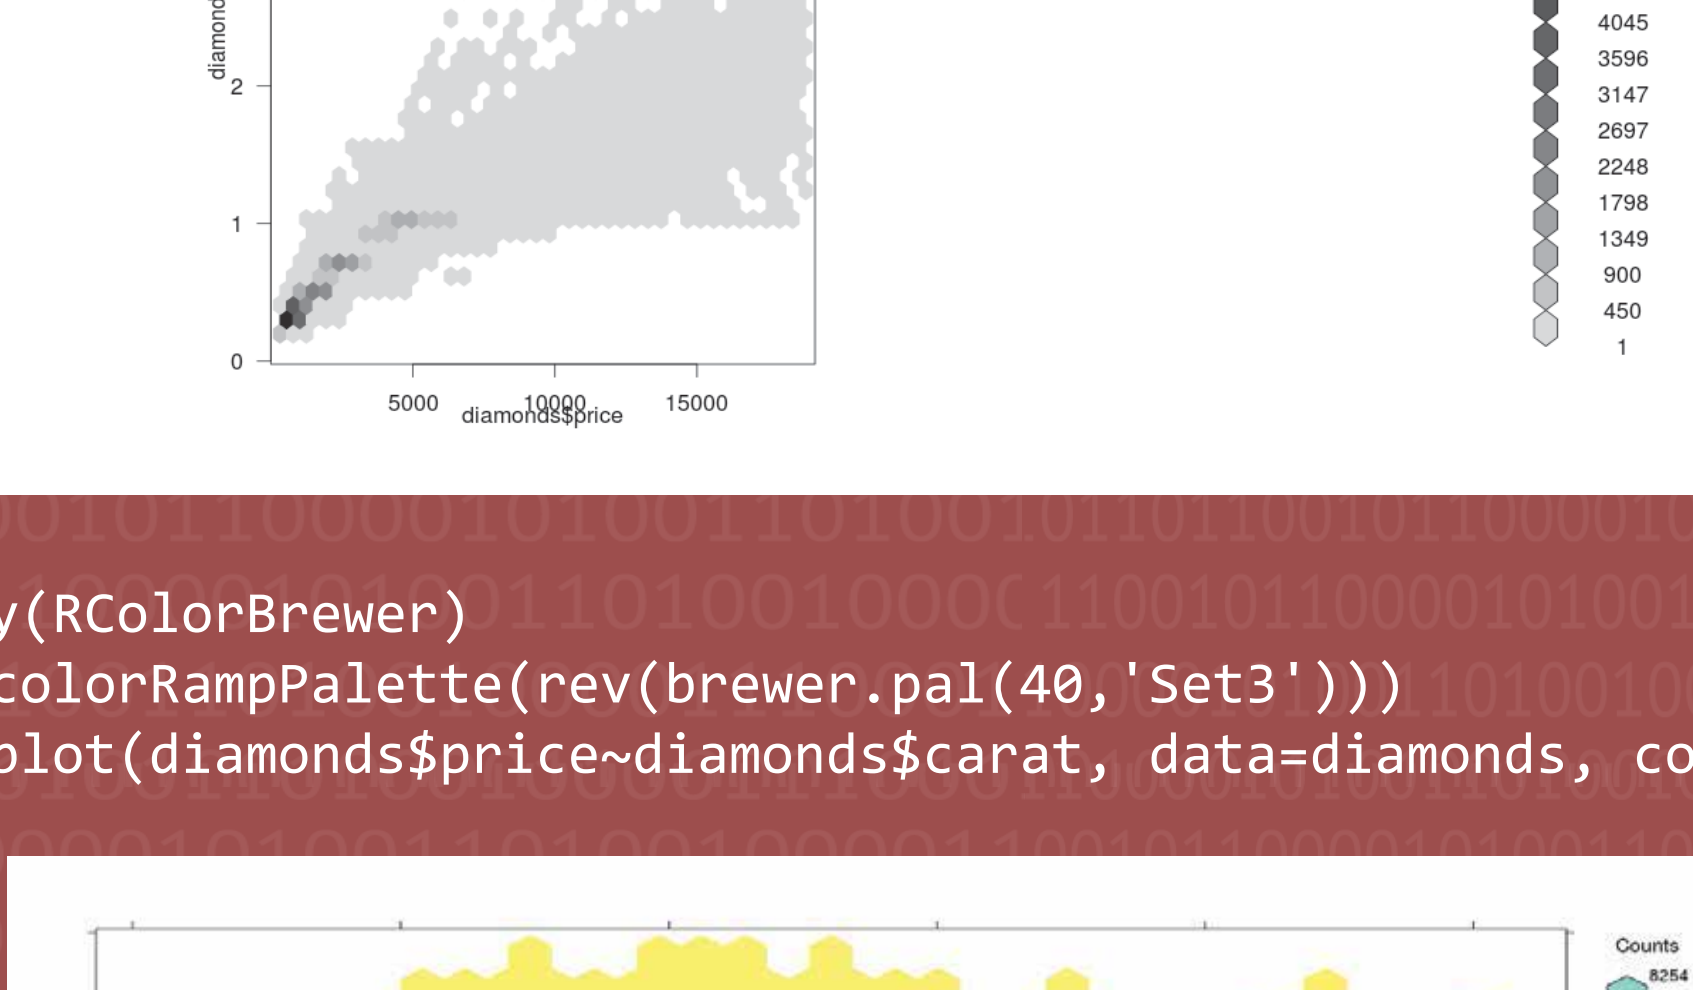 4045
3596
3147
2697
2248
1798
1349
900
450
1
diamond
2
1
0
5000 10000 15000
diamonds$price
y(RColorBrewer)
colorRampPalette(rev(brewer.pal(40,'Set3')))
plot(diamonds$price~diamonds$carat, data=diamonds, co
Counts
8254